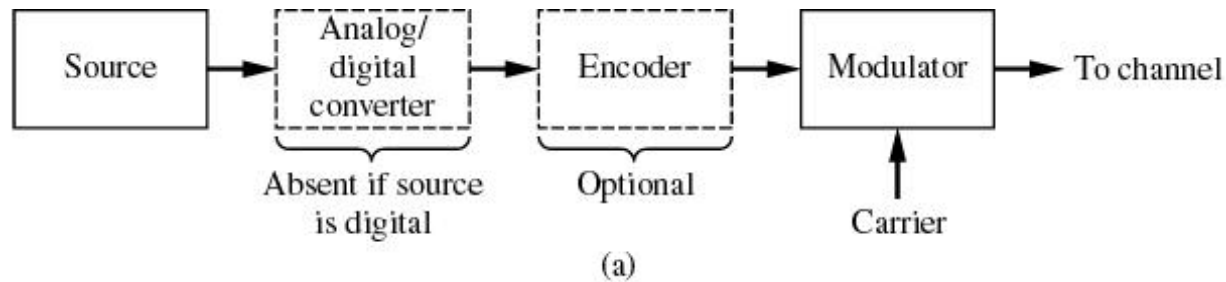 Source
Analog/
digital
converter
Encoder
Modulator
To channel
Absent if source
is digital
Optional
Carrier
(a)